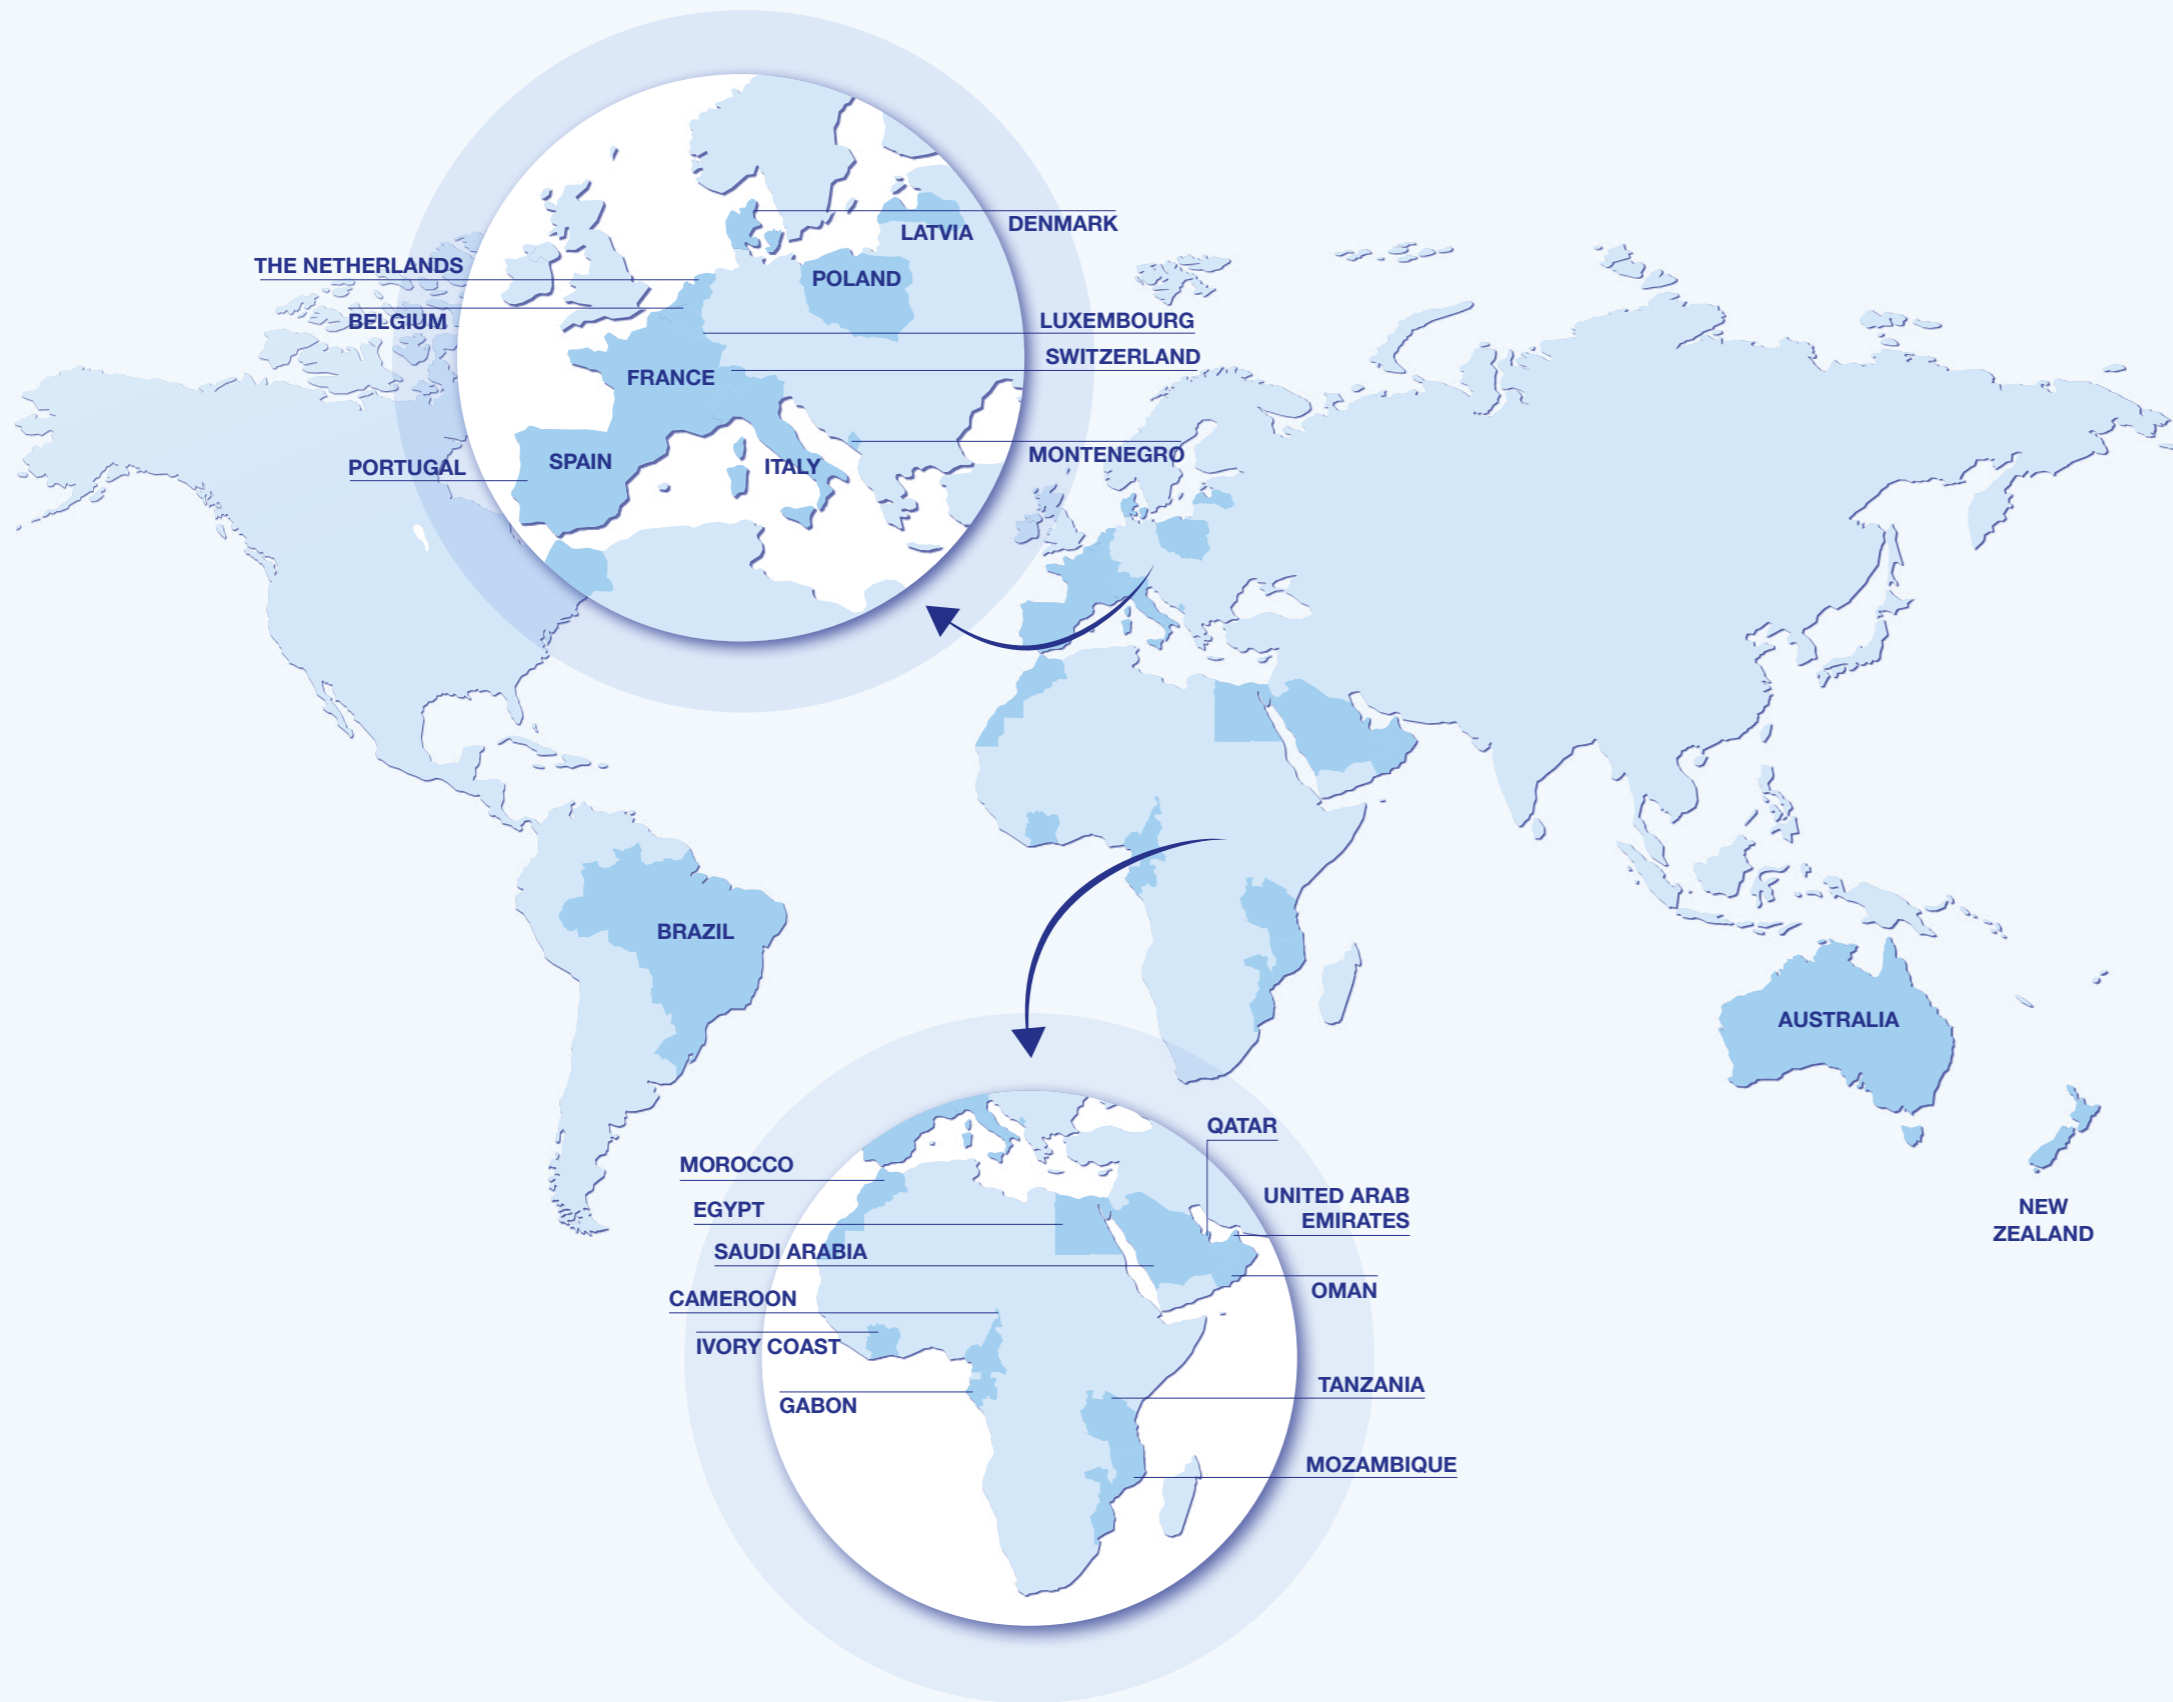 DENMARK
LATVIA
THE NETHERLANDS
POLAND
BELGIUM
LUXEMBOURG
SWITZERLAND
FRANCE
MONTENEGRO
PORTUGAL
SPAIN
ITALY
BRAZIL
AUSTRALIA
NEW
ZEALAND
QATAR
MOROCCO
UNITED ARAB
EMIRATES
EGYPT
SAUDI ARABIA
OMAN
CAMEROON
IVORY COAST
GABON
TANZANIA
MOZAMBIQUE